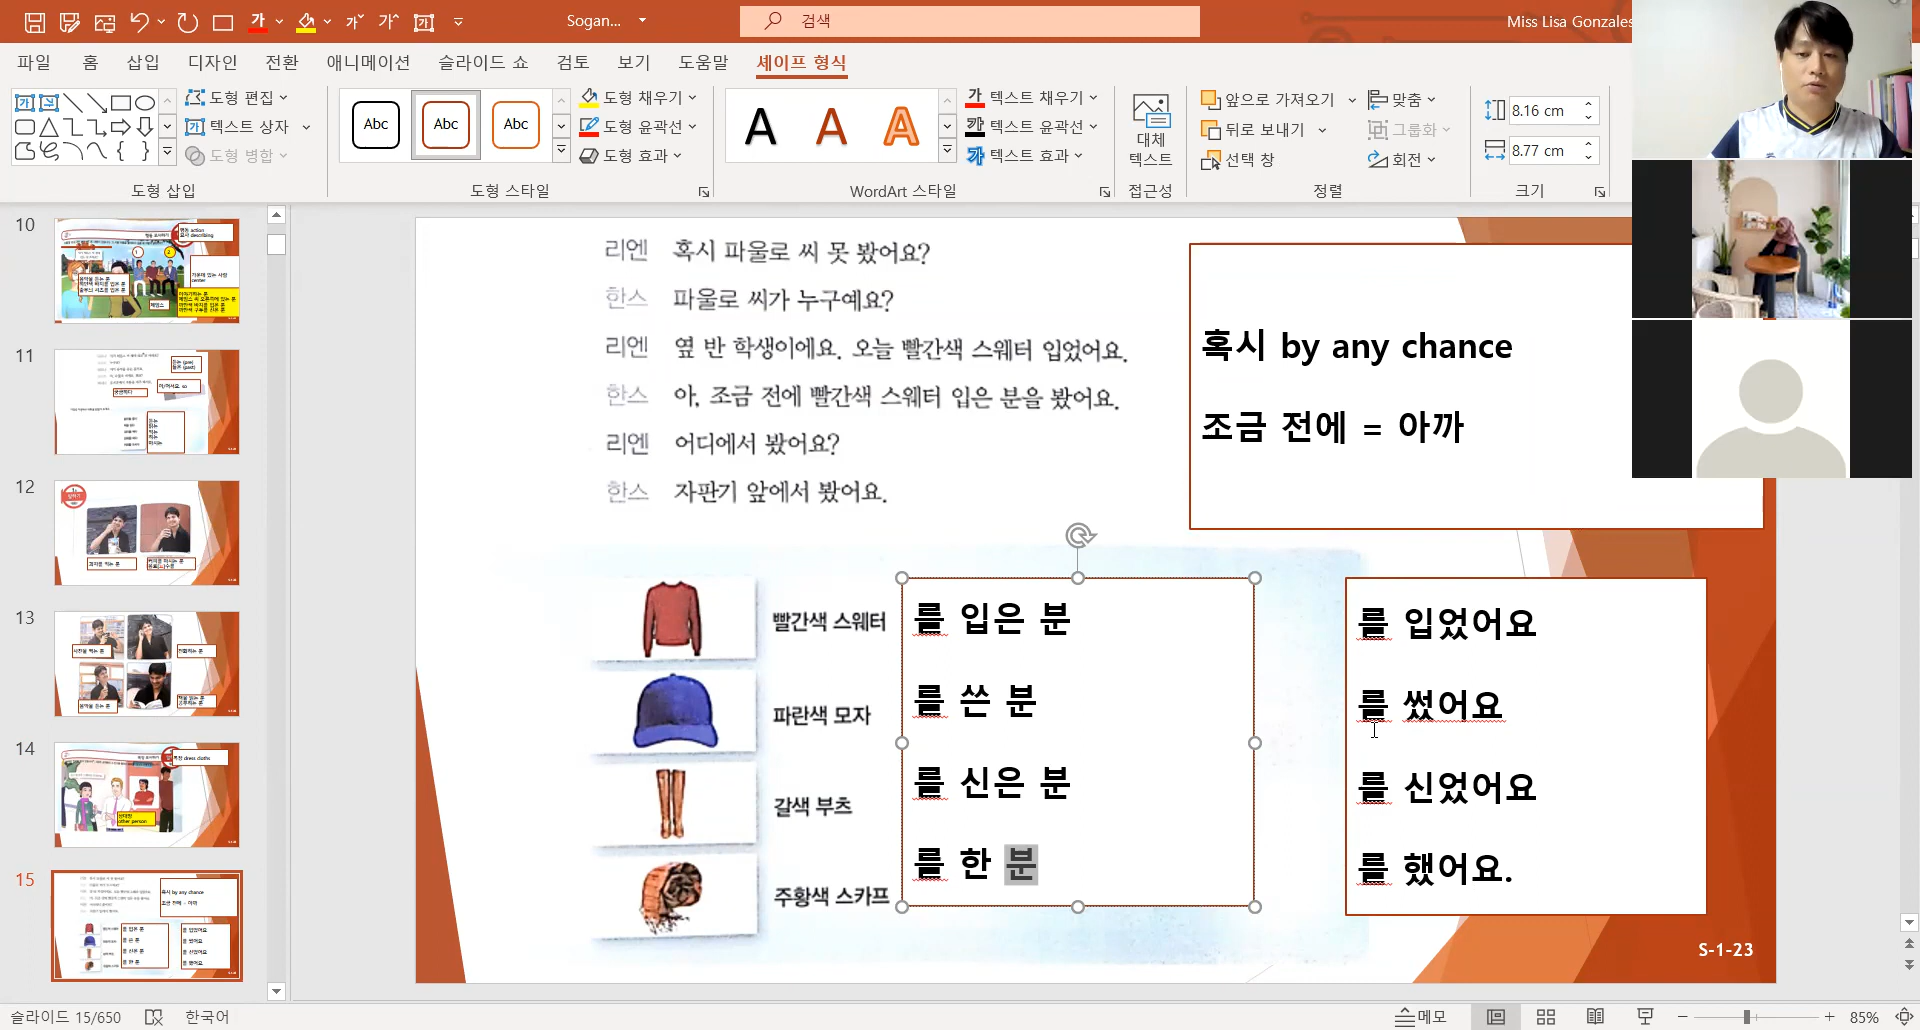 Sogan...
검색
Miss Lisa Gonzales
파일 홈 삽입 디자인 전환 애니메이션 슬라이드 쇼 검토 보기 도움말 셰이프 형식
도형 편집
텍스트 상자
도형 병합
도형 삽입
Abc Abc Abc
도형 채우기
도형 윤곽선
도형 효과
도형 스타일
A A A
텍스트 채우기
텍스트 윤곽선
텍스트 효과
WordArt 스타일
대체
텍스트
접근성
앞으로 가져오기
뒤로 보내기
선택 창
맞춤
그룹화
회전
정렬
8.16 cm
8.77 cm
크기
10
11
12
13
14
15
리엔 혹시 파울로 씨 못 봤어요?
한스 파울로 씨가 누구예요?
리엔 옆 반 학생이에요. 오늘 빨간색 스웨터 입었어요.
한스 아, 조금 전에 빨간색 스웨터 입은 분을 봤어요.
리엔 어디에서 봤어요?
한스 자판기 앞에서 봤어요.
혹시 by any chance
조금 전에 = 아까
빨간색 스웨터
파란색 모자
갈색 부츠
주황색 스카프
를 입은 분
를 쓴 분
를 신은 분
를 한 분
를 입었어요
를 썼어요
를 신었어요
를 했어요.
S-1-23
슬라이드 15/650
한국어
메모
85%